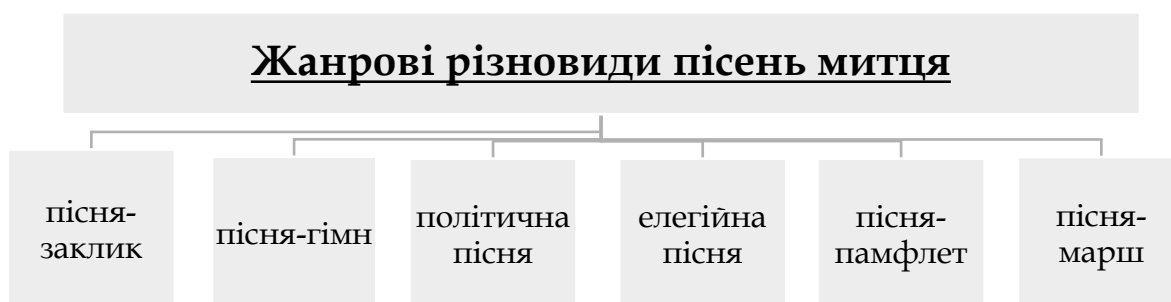 Жанрові різновиди пісень митця
пісня-
заклик
пісня-гімн
політична
пісня
елегійна
пісня
пісня-
памфлет
пісня-
марш